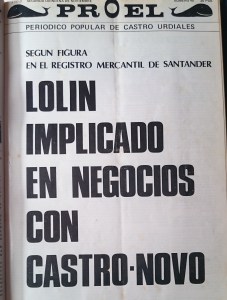 PROEL
PERIODICO POPULAR DE CASTRO URDIALES
SEGUN FIGURA
EN EL REGISTRO MERCANTIL DE SANTANDER
LOLIN
IMPLICADO
EN NEGOCIOS
CON
CASTRO-NOVO